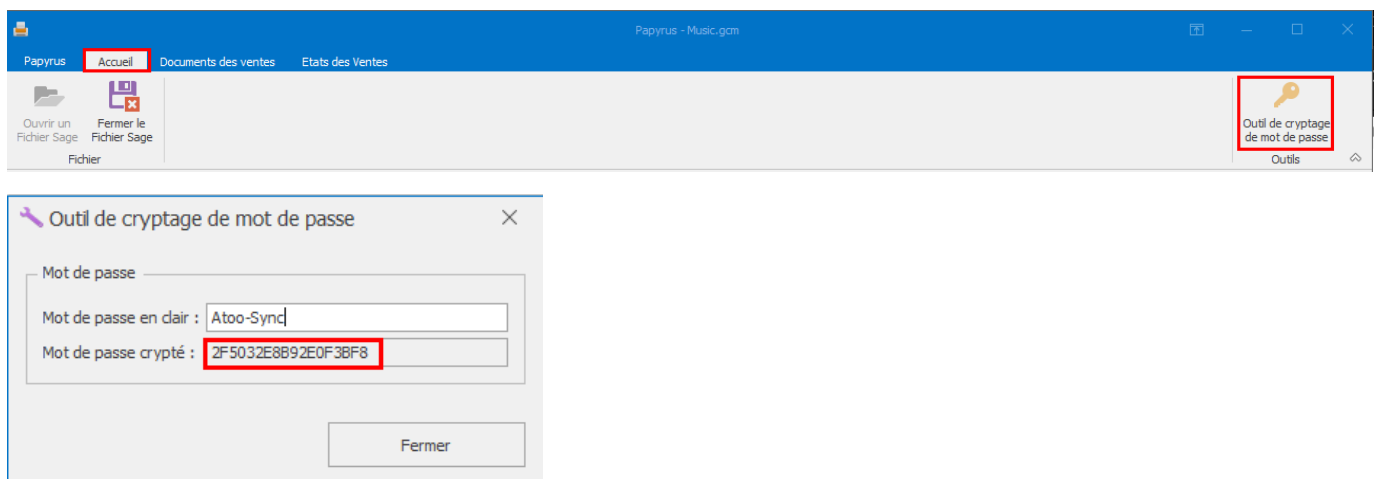 Papyrus - Music.gcm
Papyrus Accueil Documents des ventes Etats des Ventes
Ouvrir un Fichier Sage
Fermer le Fichier Sage
Fichier
Outil de cryptage de mot de passe
Outils
Outil de cryptage de mot de passe
Mot de passe
Mot de passe en clair : Atoo-Sync
Mot de passe crypté : 2F5032E8B92E0F3BF8
Fermer